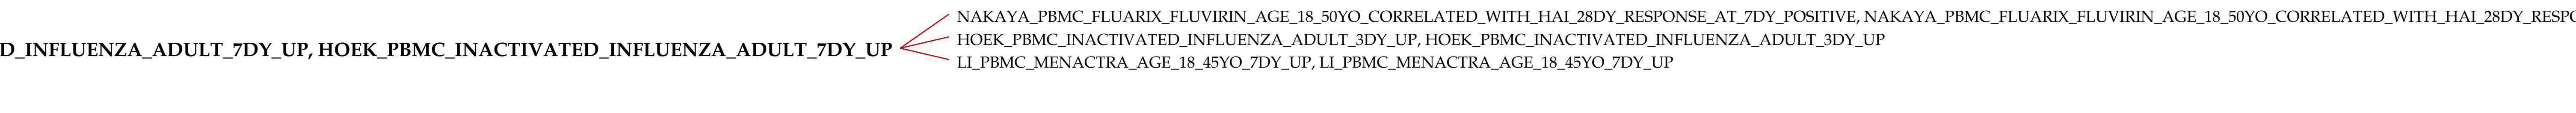 NAKAYA_PBMC_FLUARIX_FLUVIRIN_AGE_18_50YO_CORRELATED_WITH_HAI_28DY_RESPONSE_AT_7DY_POSITIVE, NAKAYA_PBMC_FLUARIX_FLUVIRIN_AGE_18_50YO_CORRELATED_WITH_HAI_28DY_RESPO
HOEK_PBMC_INACTIVATED_INFLUENZA_ADULT_3DY_UP, HOEK_PBMC_INACTIVATED_INFLUENZA_ADULT_3DY_UP
D_INFLUENZA_ADULT_7DY_UP, HOEK_PBMC_INACTIVATED_INFLUENZA_ADULT_7DY_UP
LI_PBMC_MENACTRA_AGE_18_45YO_7DY_UP, LI_PBMC_MENACTRA_AGE_18_45YO_7DY_UP